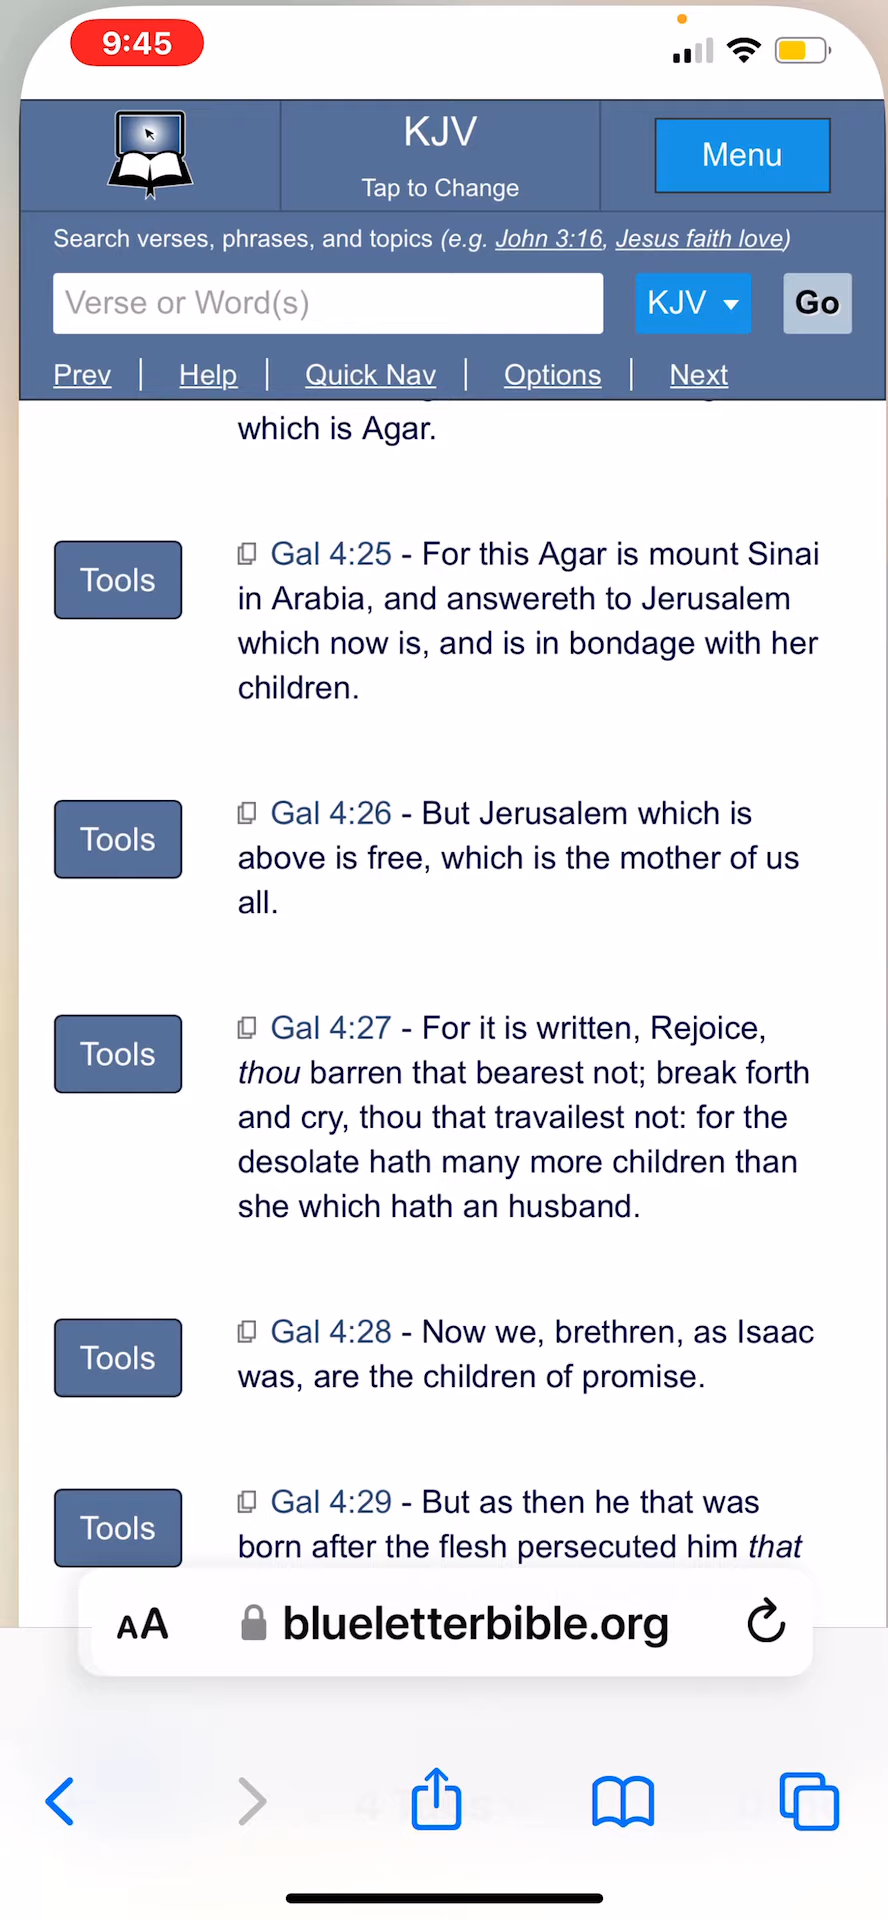 9:45
KJV
Tap to Change
Menu
Search verses, phrases, and topics (e.g. John 3:16, Jesus faith love)
Verse or Word(s)
KJV
Go
Prev | Help | Quick Nav | Options | Next
which is Agar.
Tools
Gal 4:25 - For this Agar is mount Sinai
in Arabia, and answereth to Jerusalem
which now is, and is in bondage with her
children.
Tools
Gal 4:26 - But Jerusalem which is
above is free, which is the mother of us
all.
Tools
Gal 4:27 - For it is written, Rejoice,
thou barren that bearest not; break forth
and cry, thou that travailest not: for the
desolate hath many more children than
she which hath an husband.
Tools
Gal 4:28 - Now we, brethren, as Isaac
was, are the children of promise.
Tools
Gal 4:29 - But as then he that was
born after the flesh persecuted him that
AA
blueletterbible.org